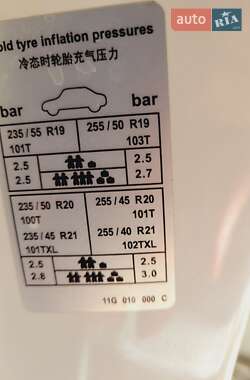 auto RIA
old tyre inflation pressures
冷态时轮胎充气压力
bar bar
235/55 R19 101T 255/50 R19 103T
2.5 2.5
2.5 2.7
235/50 R20 100T 255/45 R20 101T
235/45 R21 101TXL 255/40 R21 102TXL
2.5 2.5
2.8 3.0
11G 010 000 C